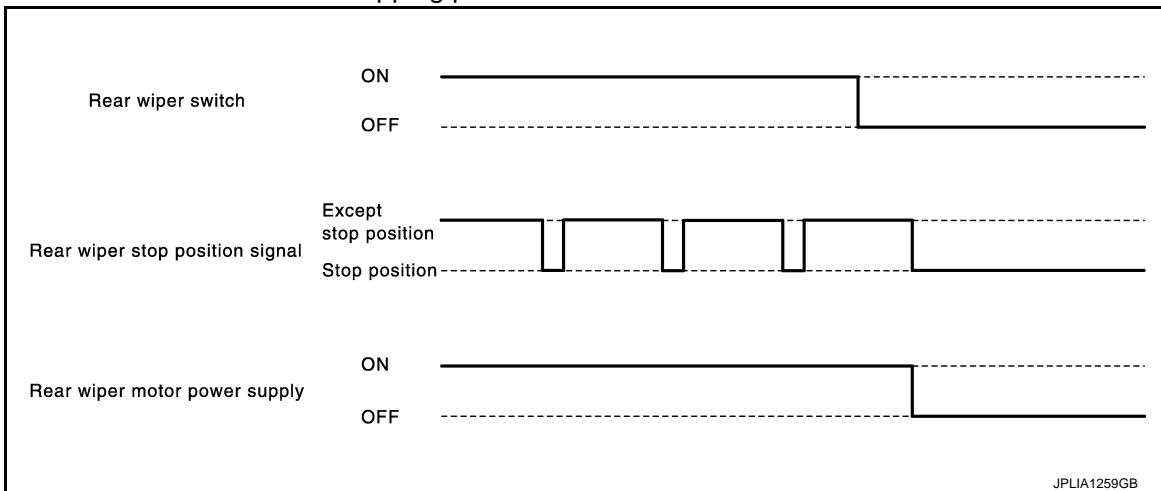 ON
Rear wiper switch
OFF
Except
stop position
Rear wiper stop position signal
Stop position
ON
Rear wiper motor power supply
OFF
JPLIA1259GB